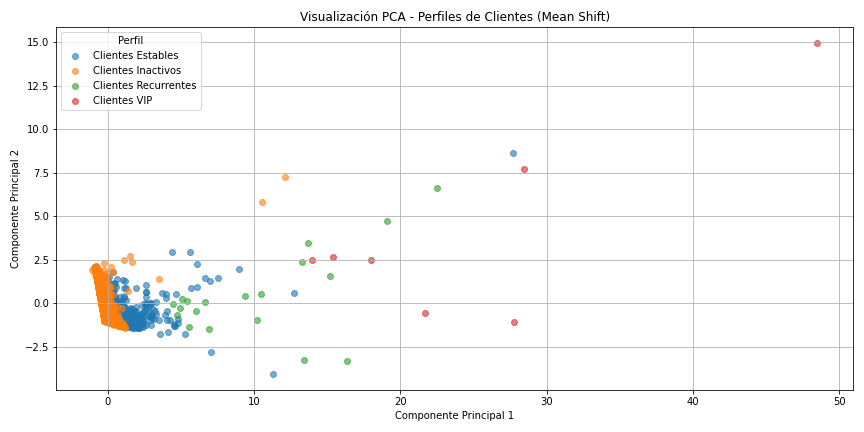 Visualización PCA - Perfiles de Clientes (Mean Shift)
Perfil
Clientes Estables
Clientes Inactivos
Clientes Recurrentes
Clientes VIP
Componente Principal 2
15.0
12.5
10.0
7.5
5.0
2.5
0.0
−2.5
0
10
20
30
40
50
Componente Principal 1